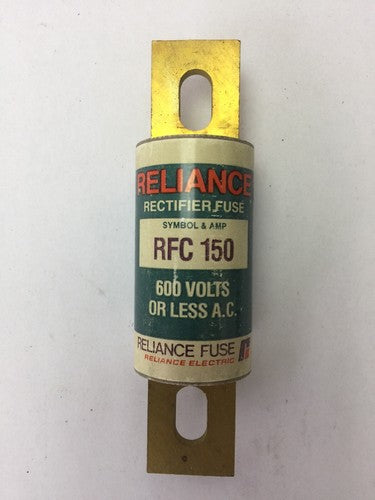 RELIANCE
RECTIFIER FUSE
SYMBOL & AMP
RFC 150
600 VOLTS
OR LESS A.C.
RELIANCE FUSE
RELIANCE ELECTRIC